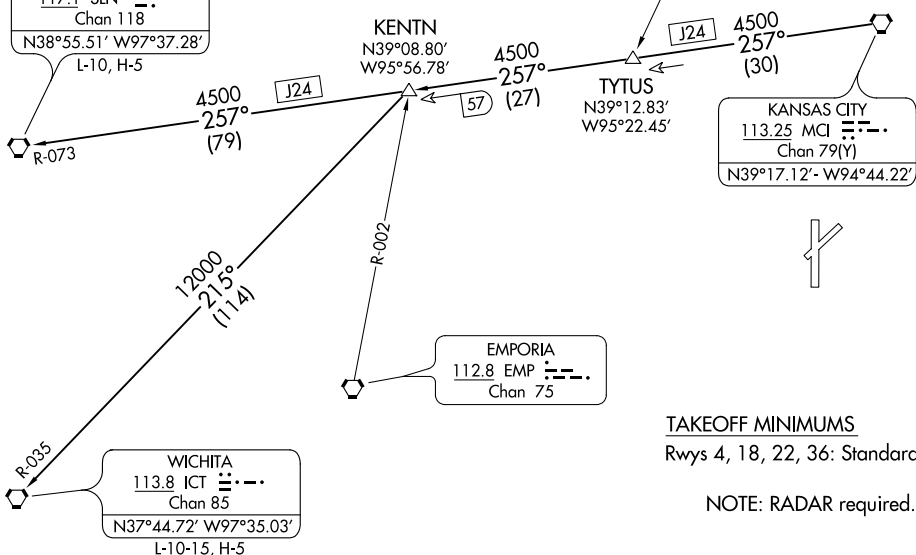 117.1 SLN
Chan 118
N38°55.51' W97°37.28'
L-10, H-5
KENTN
N39°08.80'
W95°56.78'
4500
J24
257°
(79)
R-073
4500
257°
(27)
57
TYTUS
N39°12.83'
W95°22.45'
J24
4500
257°
(30)
KANSAS CITY
113.25 MCI
Chan 79(Y)
N39°17.12'- W94°44.22'
R-002
12000
215°
(114)
EMPORIA
112.8 EMP
Chan 75
R-035
WICHITA
113.8 ICT
Chan 85
N37°44.72' W97°35.03'
L-10-15, H-5
TAKEOFF MINIMUMS
Rwys 4, 18, 22, 36: Standard
NOTE: RADAR required.